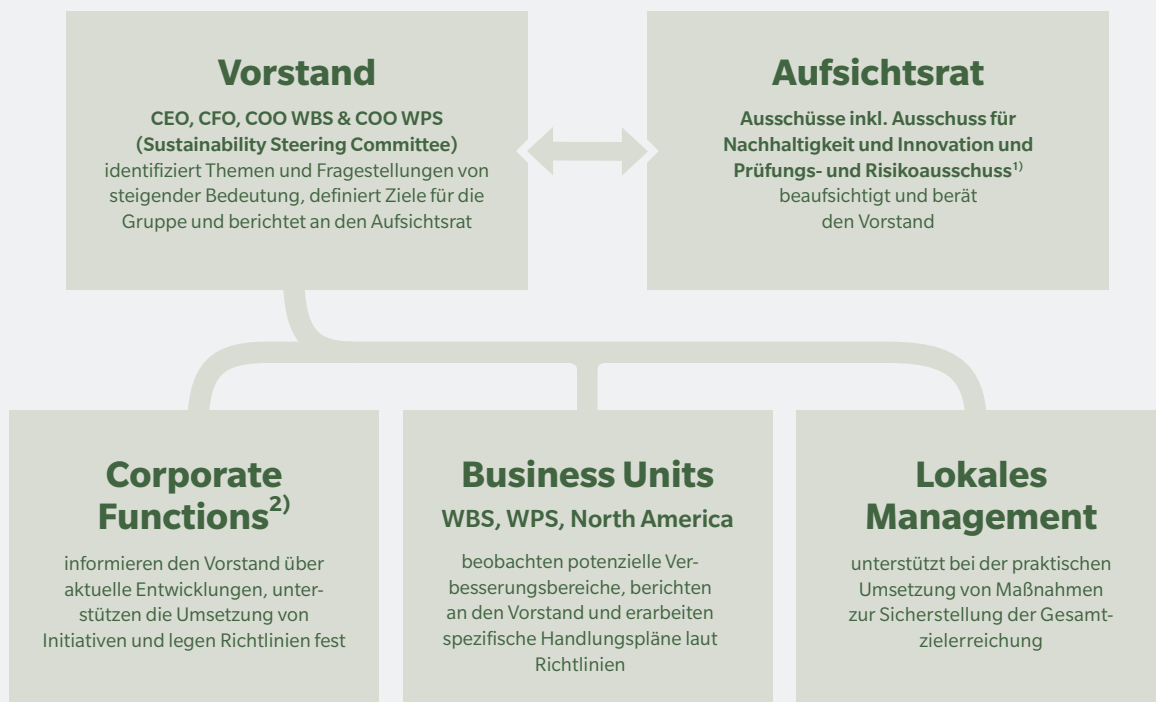 Vorstand
CEO, CFO, COO WBS & COO WPS
(Sustainability Steering Committee)
identifiziert Themen und Fragestellungen von
steigender Bedeutung, definiert Ziele für die
Gruppe und berichtet an den Aufsichtsrat
Aufsichtsrat
Ausschüsse inkl. Ausschuss für
Nachhaltigkeit und Innovation und
Prüfungs- und Risikoausschuss¹⁾
beaufsichtigt und berät
den Vorstand
Corporate
Functions²⁾
informieren den Vorstand über
aktuelle Entwicklungen, unter-
stützen die Umsetzung von
Initiativen und legen Richtlinien fest
Business Units
WBS, WPS, North America
beobachten potenzielle Ver-
besserungsbereiche, berichten
an den Vorstand und erarbeiten
spezifische Handlungspläne laut
Richtlinien
Lokales
Management
unterstützt bei der praktischen
Umsetzung von Maßnahmen
zur Sicherstellung der Gesamt-
zielerreichung